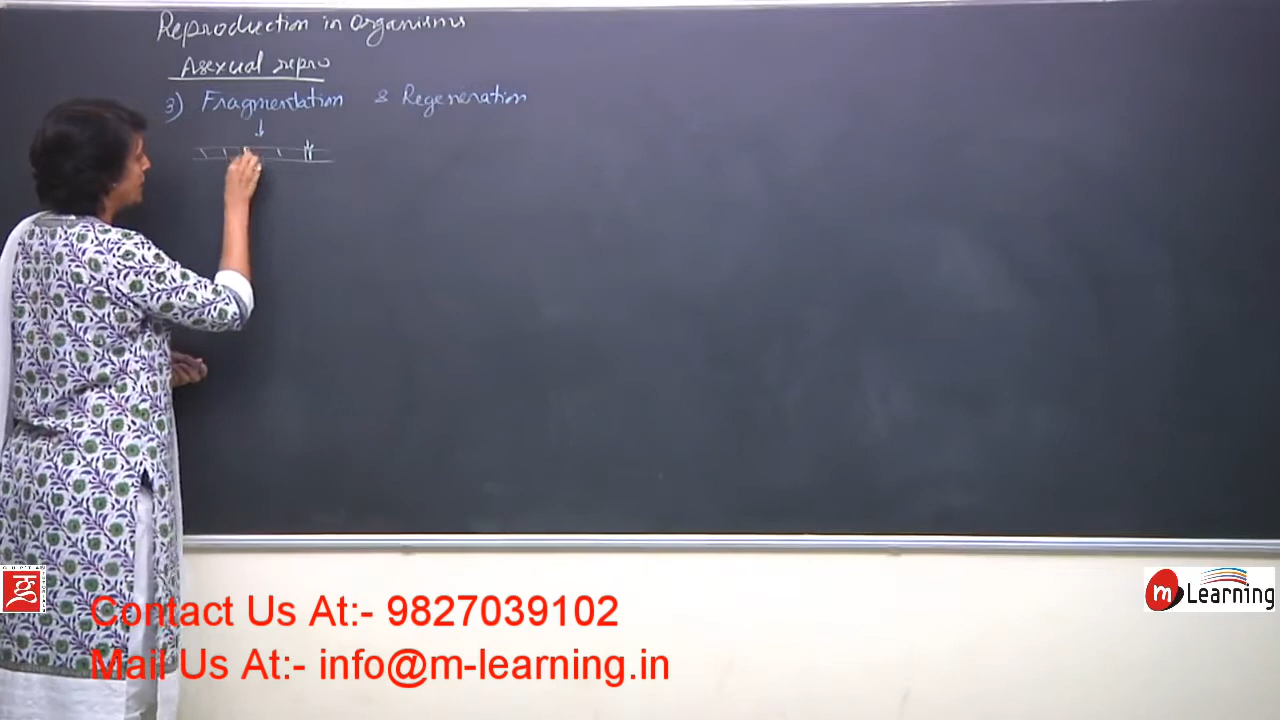 Reproduction in Organisms
Asexual repro
3) Fragmentation & Regeneration
GUPTA
m Learning
Contact Us At:- 9827039102
Mail Us At:- info@m-learning.in